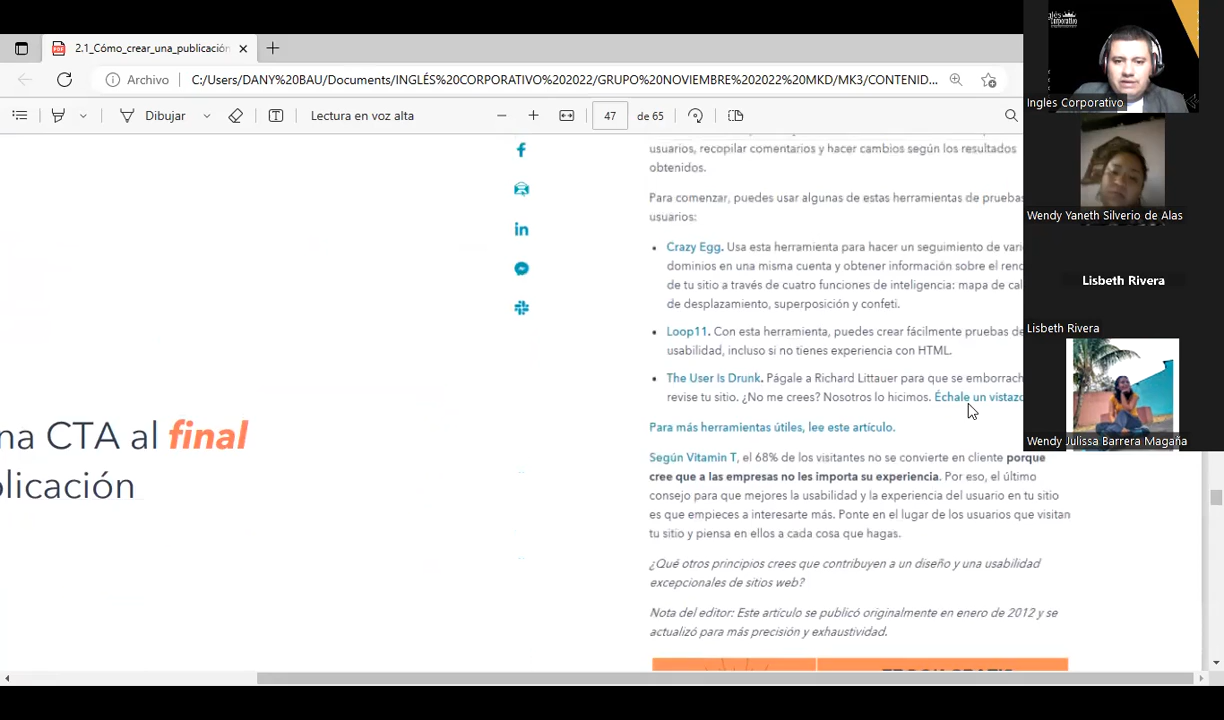 2.1_Cómo_crear_una_publicación
Archivo
C:/Users/DANY%20BAU/Documents/INGLÉS%20CORPORATIVO%202022/GRUPO%20NOVIEMBRE%202022%20MKD/MK3/CONTENID...
Dibujar
Lectura en voz alta
47
de 65
usuarios, recopilar comentarios y hacer cambios según los resultados
obtenidos.
Para comenzar, puedes usar algunas de estas herramientas de pruebas
usuarios:
Crazy Egg. Usa esta herramienta para hacer un seguimiento de vari
dominios en una misma cuenta y obtener información sobre el ren
de tu sitio a través de cuatro funciones de inteligencia: mapa de cal
de desplazamiento, superposición y confeti.
Loop11. Con esta herramienta, puedes crear fácilmente pruebas de
usabilidad, incluso si no tienes experiencia con HTML.
The User Is Drunk. Págale a Richard Littauer para que se emborrach
revise tu sitio. ¿No me crees? Nosotros lo hicimos. Échale un vistazo
Para más herramientas útiles, lee este artículo.
Según Vitamin T, el 68% de los visitantes no se convierte en cliente porque
cree que a las empresas no les importa su experiencia. Por eso, el último
consejo para que mejores la usabilidad y la experiencia del usuario en tu sitio
es que empieces a interesarte más. Ponte en el lugar de los usuarios que visitan
tu sitio y piensa en ellos a cada cosa que hagas.
¿Qué otros principios crees que contribuyen a un diseño y una usabilidad
excepcionales de sitios web?
Nota del editor: Este artículo se publicó originalmente en enero de 2012 y se
actualizó para más precisión y exhaustividad.
na CTA al final
blicación
Ingles Corporativo
Wendy Yaneth Silverio de Alas
Lisbeth Rivera
Lisbeth Rivera
Wendy Julissa Barrera Magaña